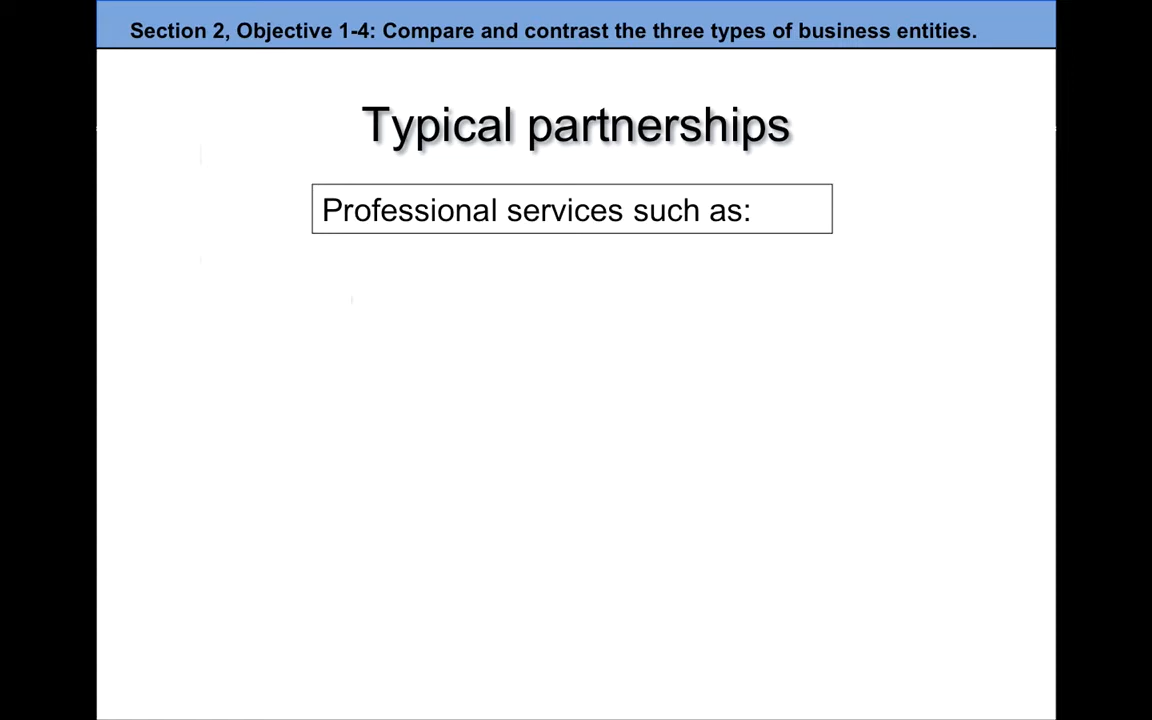 Section 2, Objective 1-4: Compare and contrast the three types of business entities.
Typical partnerships
Professional services such as: